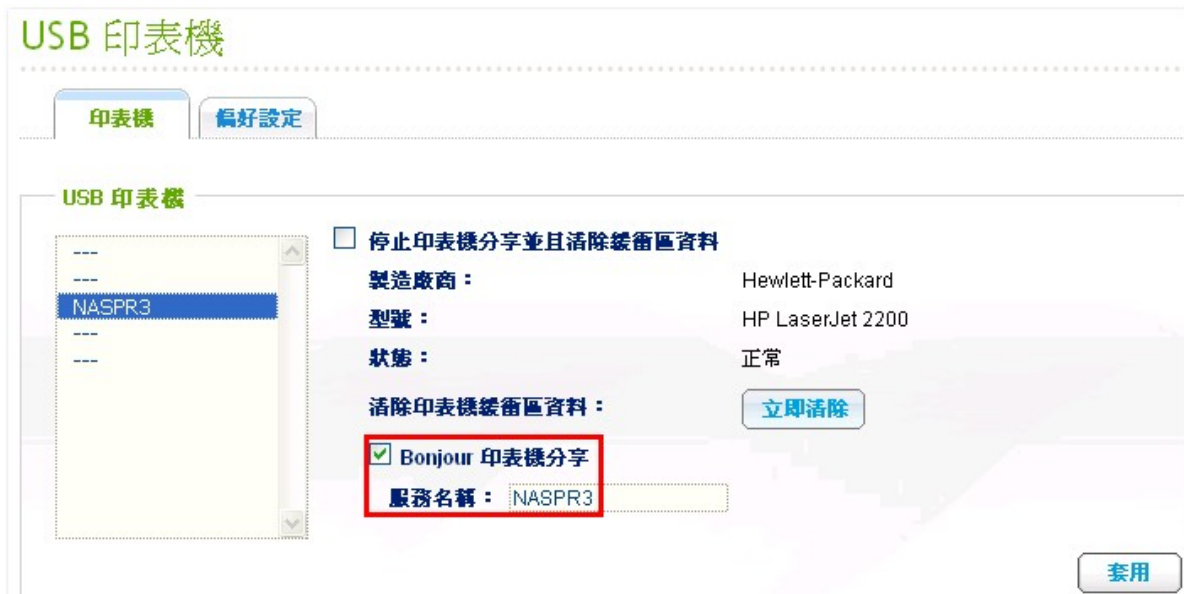 USB 印表機
印表機 偏好設定
USB 印表機
---
---
NASPR3
---
---
停止印表機分享並且清除緩衝區資料
製造廠商： Hewlett-Packard
型號： HP LaserJet 2200
狀態： 正常
清除印表機緩衝區資料： 立即清除
Bonjour 印表機分享
服務名稱： NASPR3
套用